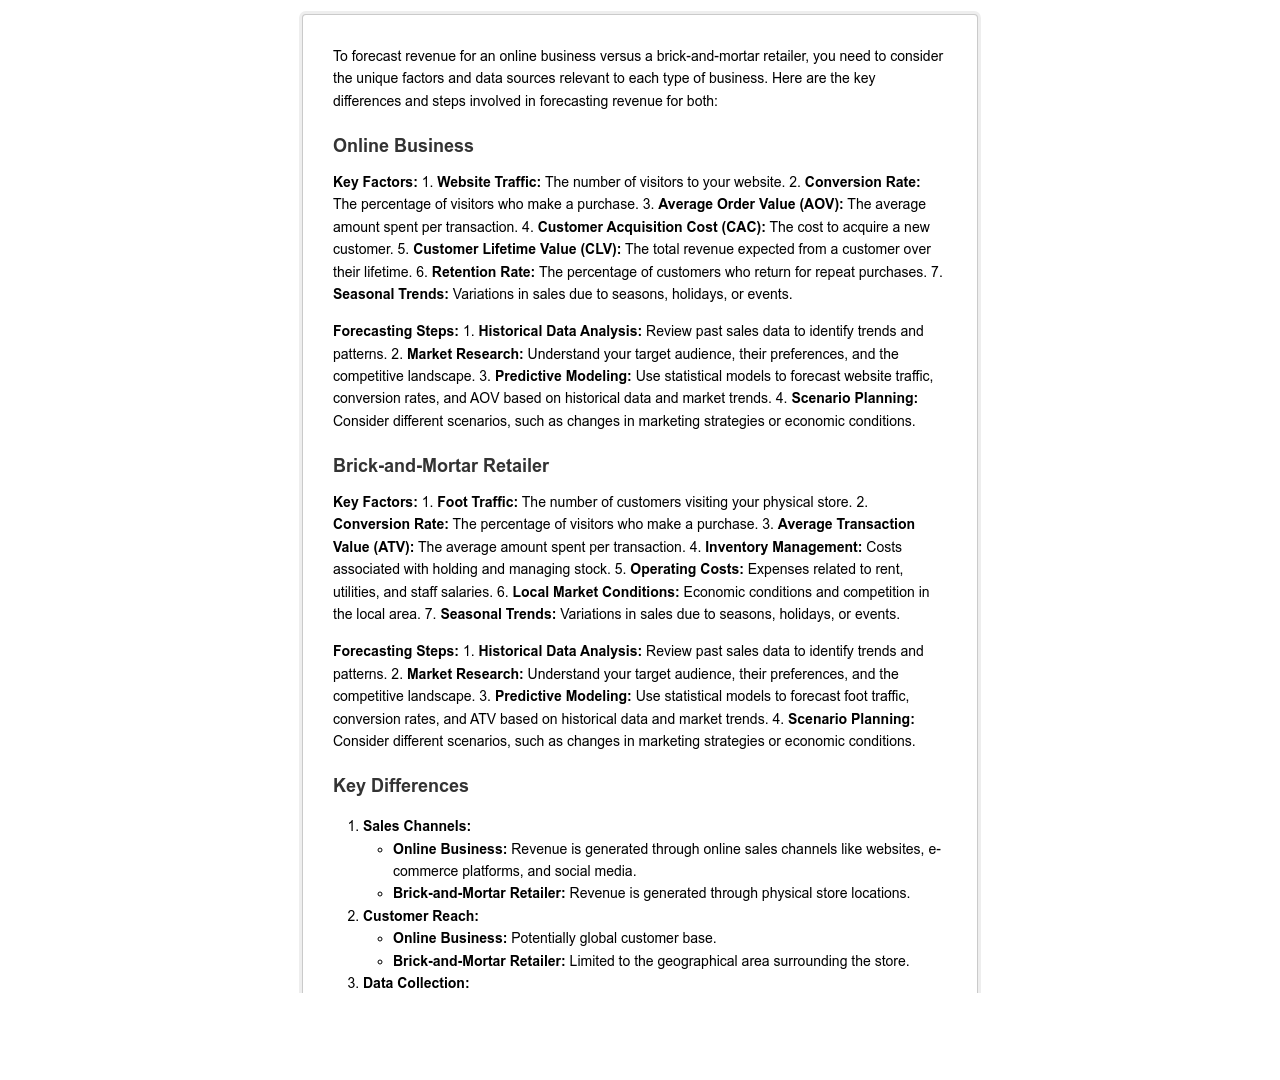 To forecast revenue for an online business versus a brick-and-mortar retailer, you need to consider
the unique factors and data sources relevant to each type of business. Here are the key
differences and steps involved in forecasting revenue for both:
Online Business
Key Factors: 1. Website Traffic: The number of visitors to your website. 2. Conversion Rate:
The percentage of visitors who make a purchase. 3. Average Order Value (AOV): The average
amount spent per transaction. 4. Customer Acquisition Cost (CAC): The cost to acquire a new
customer. 5. Customer Lifetime Value (CLV): The total revenue expected from a customer over
their lifetime. 6. Retention Rate: The percentage of customers who return for repeat purchases. 7.
Seasonal Trends: Variations in sales due to seasons, holidays, or events.
Forecasting Steps: 1. Historical Data Analysis: Review past sales data to identify trends and
patterns. 2. Market Research: Understand your target audience, their preferences, and the
competitive landscape. 3. Predictive Modeling: Use statistical models to forecast website traffic,
conversion rates, and AOV based on historical data and market trends. 4. Scenario Planning:
Consider different scenarios, such as changes in marketing strategies or economic conditions.
Brick-and-Mortar Retailer
Key Factors: 1. Foot Traffic: The number of customers visiting your physical store. 2.
Conversion Rate: The percentage of visitors who make a purchase. 3. Average Transaction
Value (ATV): The average amount spent per transaction. 4. Inventory Management: Costs
associated with holding and managing stock. 5. Operating Costs: Expenses related to rent,
utilities, and staff salaries. 6. Local Market Conditions: Economic conditions and competition in
the local area. 7. Seasonal Trends: Variations in sales due to seasons, holidays, or events.
Forecasting Steps: 1. Historical Data Analysis: Review past sales data to identify trends and
patterns. 2. Market Research: Understand your target audience, their preferences, and the
competitive landscape. 3. Predictive Modeling: Use statistical models to forecast foot traffic,
conversion rates, and ATV based on historical data and market trends. 4. Scenario Planning:
Consider different scenarios, such as changes in marketing strategies or economic conditions.
Key Differences
1. Sales Channels:
◦ Online Business: Revenue is generated through online sales channels like websites, e-
commerce platforms, and social media.
◦ Brick-and-Mortar Retailer: Revenue is generated through physical store locations.
2. Customer Reach:
◦ Online Business: Potentially global customer base.
◦ Brick-and-Mortar Retailer: Limited to the geographical area surrounding the store.
3. Data Collection: